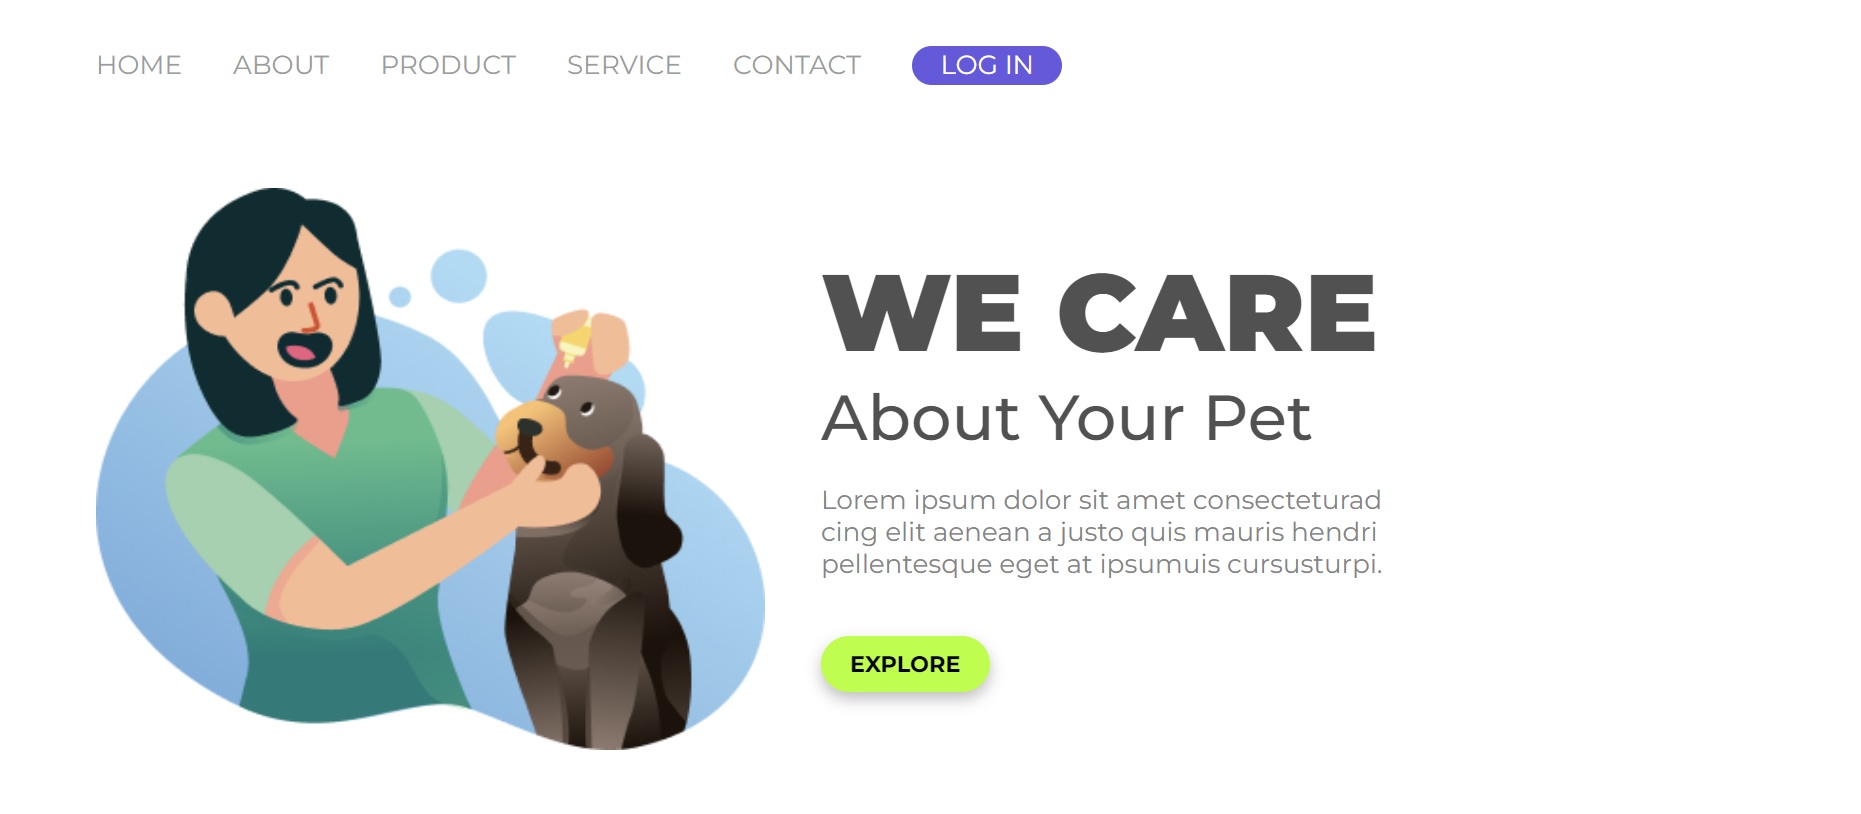 HOME ABOUT PRODUCT SERVICE CONTACT LOG IN
WE CARE
About Your Pet
Lorem ipsum dolor sit amet consecteturad
cing elit aenean a justo quis mauris hendri
pellentesque eget at ipsumuis cursusturpi.
EXPLORE